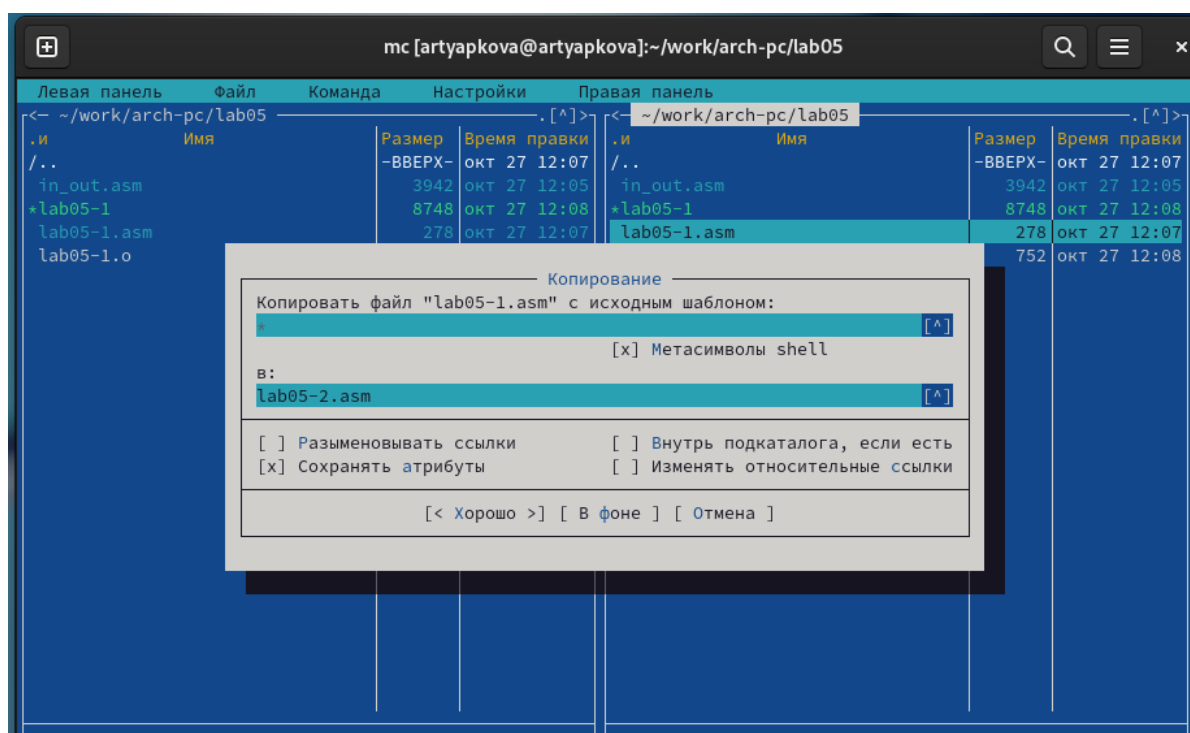 mc [artyapkova@artyapkova]:~/work/arch-pc/lab05
Левая панель Файл Команда Настройки Правая панель
<— ~/work/arch-pc/lab05 .[^]>
.и Имя Размер Время правки
/.. -ВВЕРХ- окт 27 12:07
in_out.asm 3942 окт 27 12:05
*lab05-1 8748 окт 27 12:08
lab05-1.asm 278 окт 27 12:07
lab05-1.o
<— ~/work/arch-pc/lab05 .[^]>
.и Имя Размер Время правки
/.. -ВВЕРХ- окт 27 12:07
in_out.asm 3942 окт 27 12:05
*lab05-1 8748 окт 27 12:08
lab05-1.asm 278 окт 27 12:07
752 окт 27 12:08
Копирование
Копировать файл "lab05-1.asm" с исходным шаблоном:
* [^]
[x] Метасимволы shell
в:
lab05-2.asm [^]
[ ] Разыменовывать ссылки [ ] Внутрь подкаталога, если есть
[x] Сохранять атрибуты [ ] Изменять относительные ссылки
[< Хорошо >] [ В фоне ] [ Отмена ]